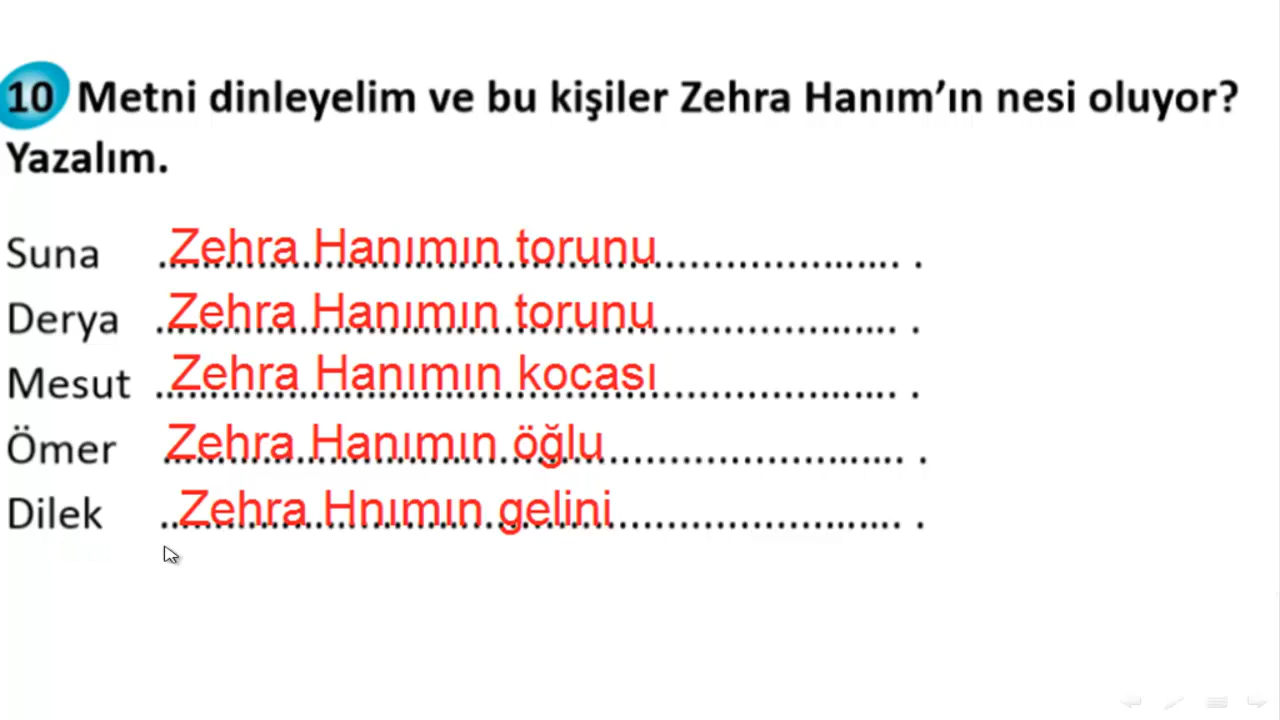 10 Metni dinleyelim ve bu kişiler Zehra Hanım’ın nesi oluyor?
Yazalım.
Suna Zehra Hanımın torunu .
Derya Zehra Hanımın torunu .
Mesut Zehra Hanımın kocası .
Ömer Zehra Hanımın öğlu .
Dilek Zehra Hnımın gelini .